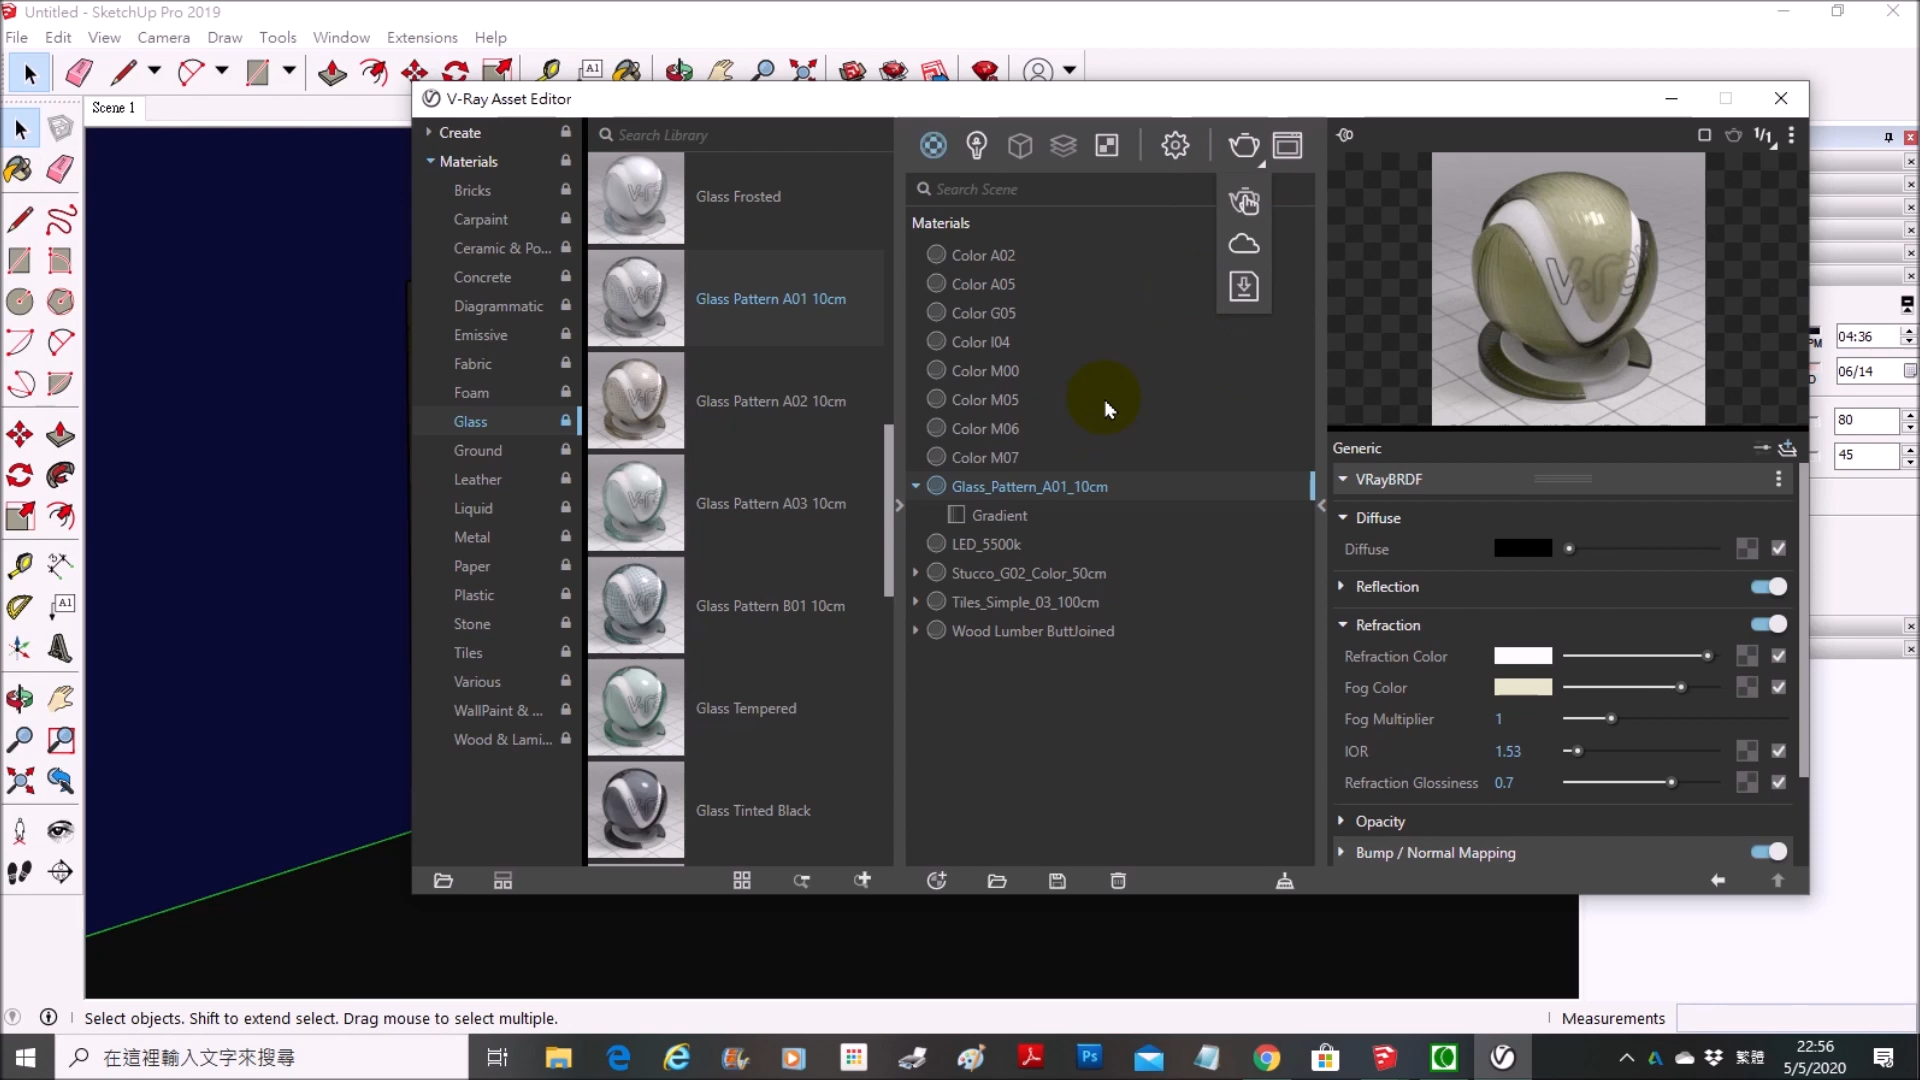 Untitled - SketchUp Pro 2019
File Edit View Camera Draw Tools Window Extensions Help
Scene 1
V-Ray Asset Editor
Create
Materials
Bricks
Carpaint
Ceramic & Po...
Concrete
Diagrammatic
Emissive
Fabric
Foam
Glass
Ground
Leather
Liquid
Metal
Paper
Plastic
Stone
Tiles
Various
WallPaint & ...
Wood & Lami...
Search Library
Glass Frosted
Glass Pattern A01 10cm
Glass Pattern A02 10cm
Glass Pattern A03 10cm
Glass Pattern B01 10cm
Glass Tempered
Glass Tinted Black
Search Scene
Materials
Color A02
Color A05
Color G05
Color I04
Color M00
Color M05
Color M06
Color M07
Glass_Pattern_A01_10cm
Gradient
LED_5500k
Stucco_G02_Color_50cm
Tiles_Simple_03_100cm
Wood Lumber ButtJoined
1/1
Generic
VRayBRDF
Diffuse
Diffuse
Reflection
Refraction
Refraction Color
Fog Color
Fog Multiplier 1
IOR 1.53
Refraction Glossiness 0.7
Opacity
Bump / Normal Mapping
PM 04:36
06/14
80
45
Select objects. Shift to extend select. Drag mouse to select multiple.
Measurements
在這裡輸入文字來搜尋
Ps
繁體
22:56
5/5/2020